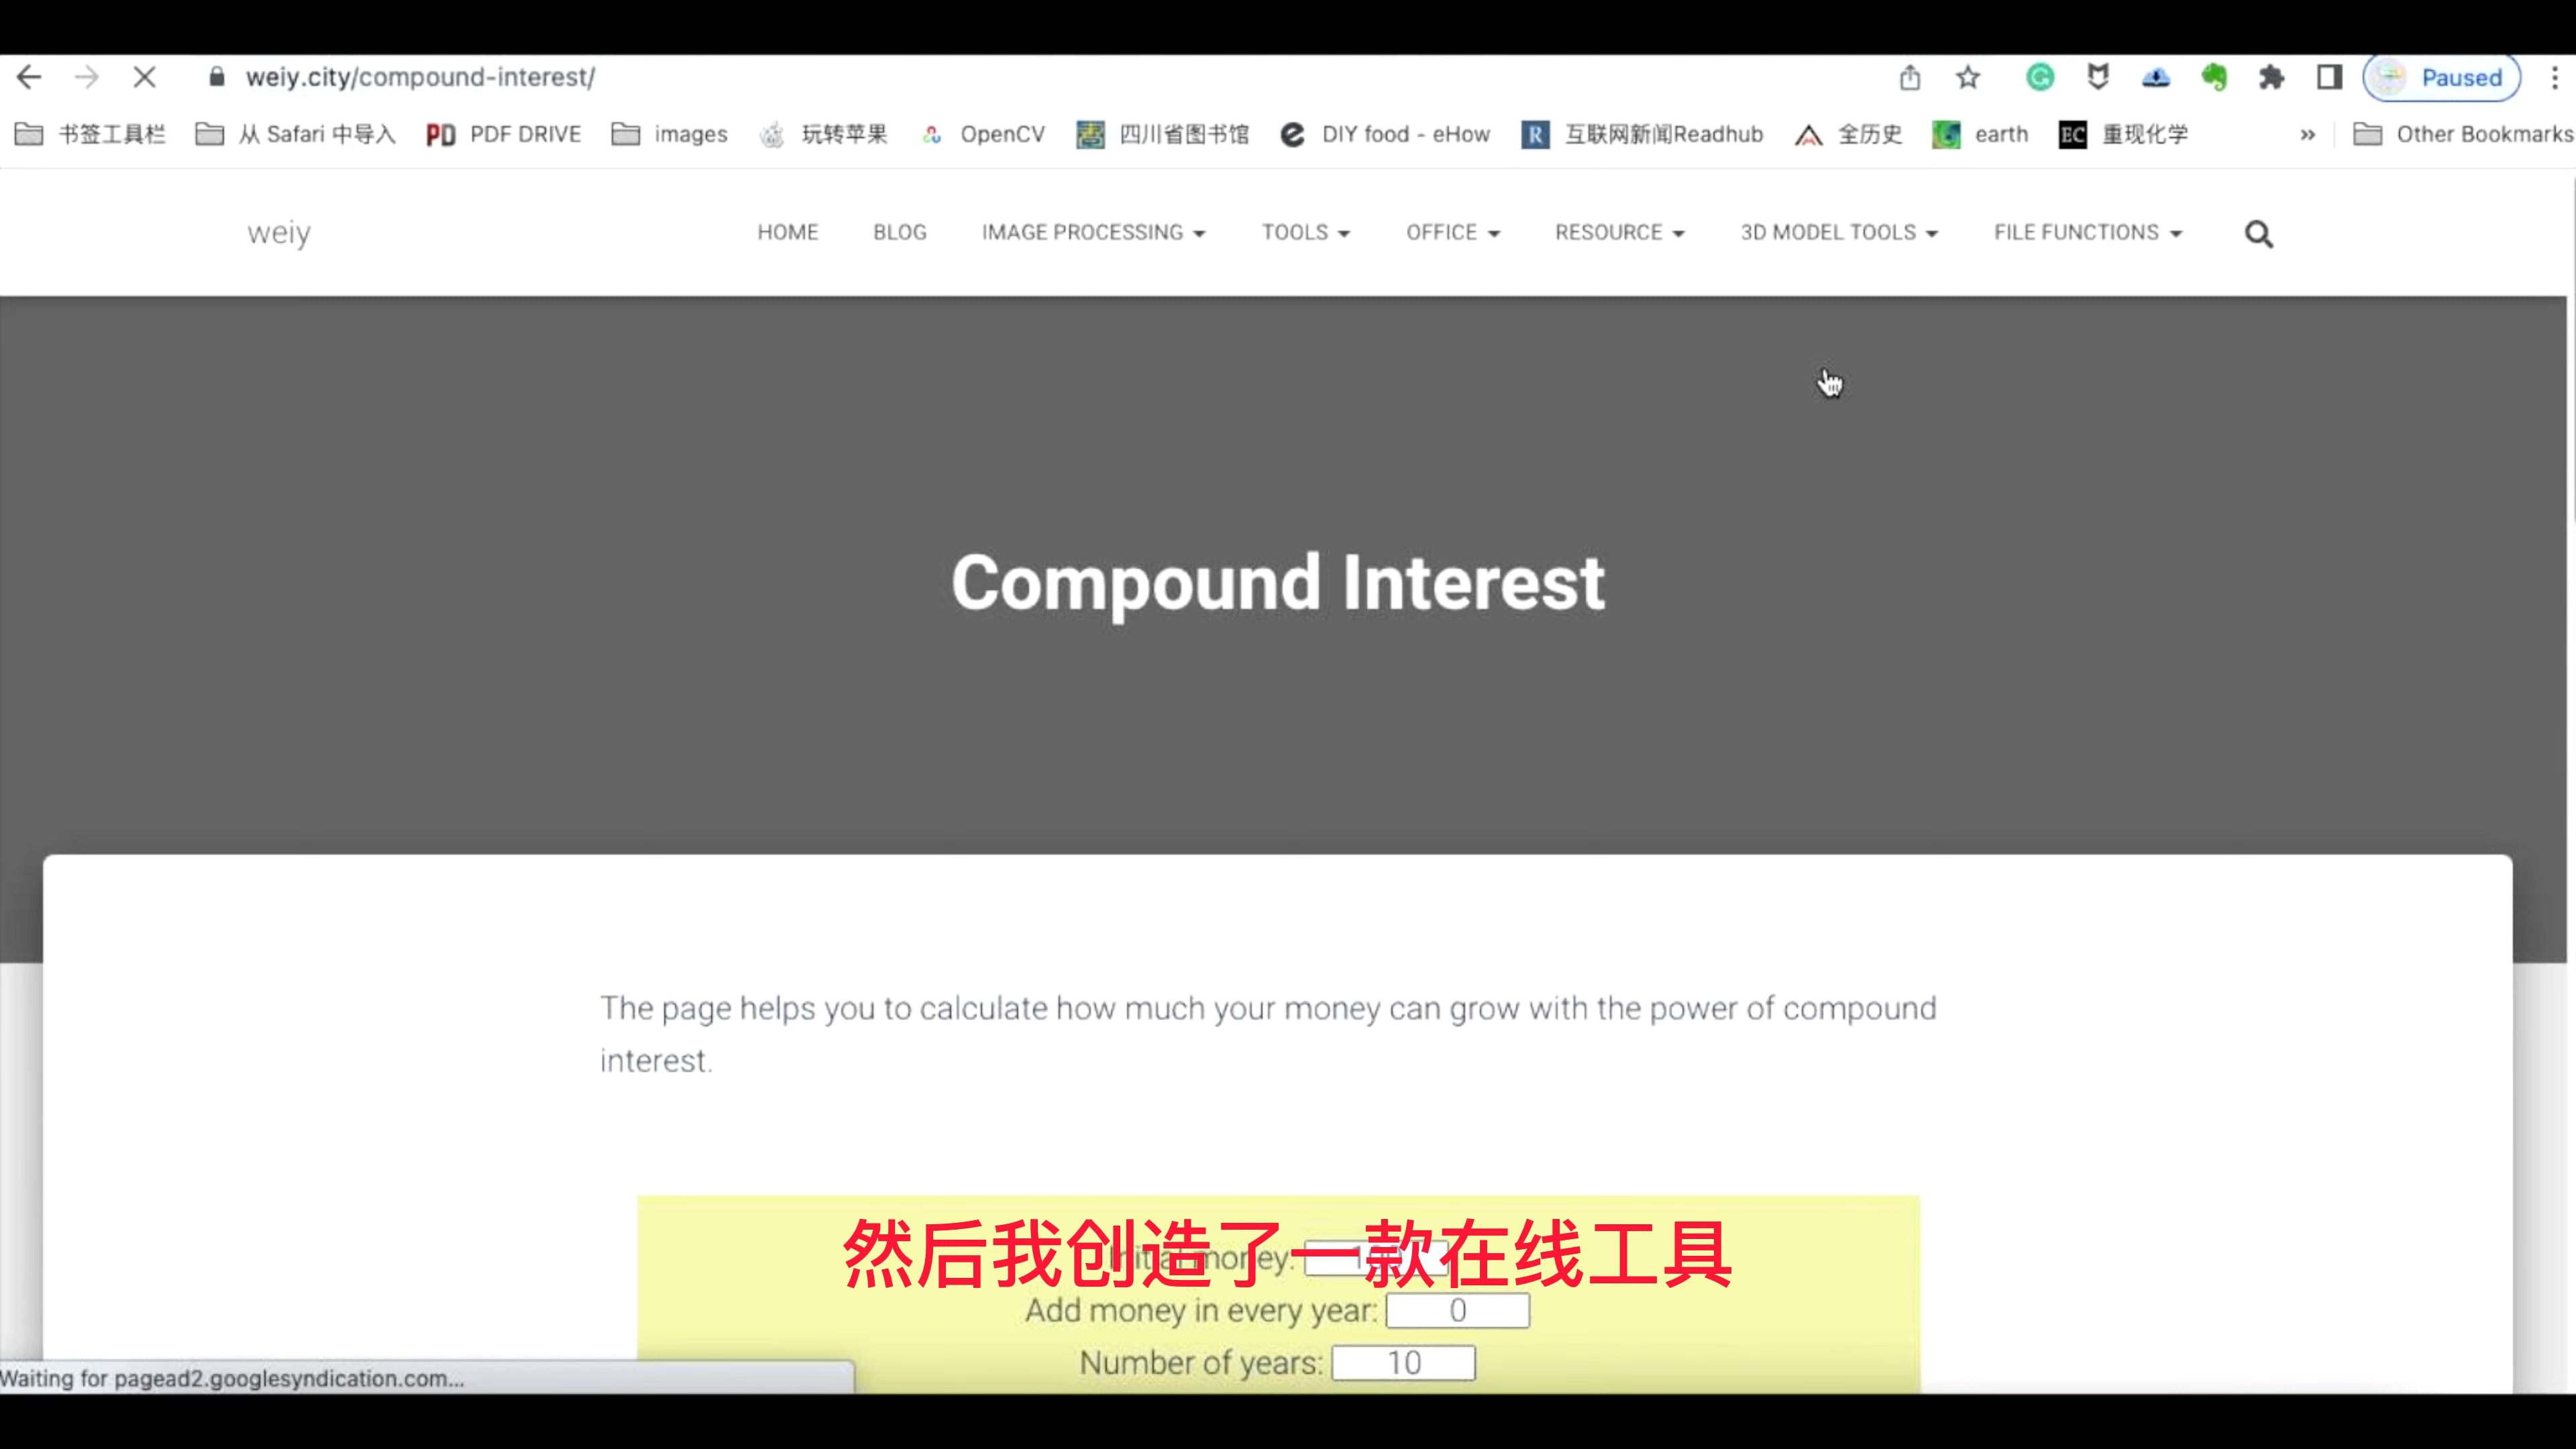 weiy.city/compound-interest/
Paused
书签工具栏 从 Safari 中导入 PD PDF DRIVE images 玩转苹果 OpenCV 四川省图书馆 DIY food - eHow R 互联网新闻Readhub 全历史 earth EC 重现化学 » Other Bookmarks
weiy HOME BLOG IMAGE PROCESSING TOOLS OFFICE RESOURCE 3D MODEL TOOLS FILE FUNCTIONS
Compound Interest
The page helps you to calculate how much your money can grow with the power of compound
interest.
然后我创造了一款在线工具
Initial money:
Add money in every year: 0
Number of years: 10
Waiting for pagead2.googlesyndication.com...